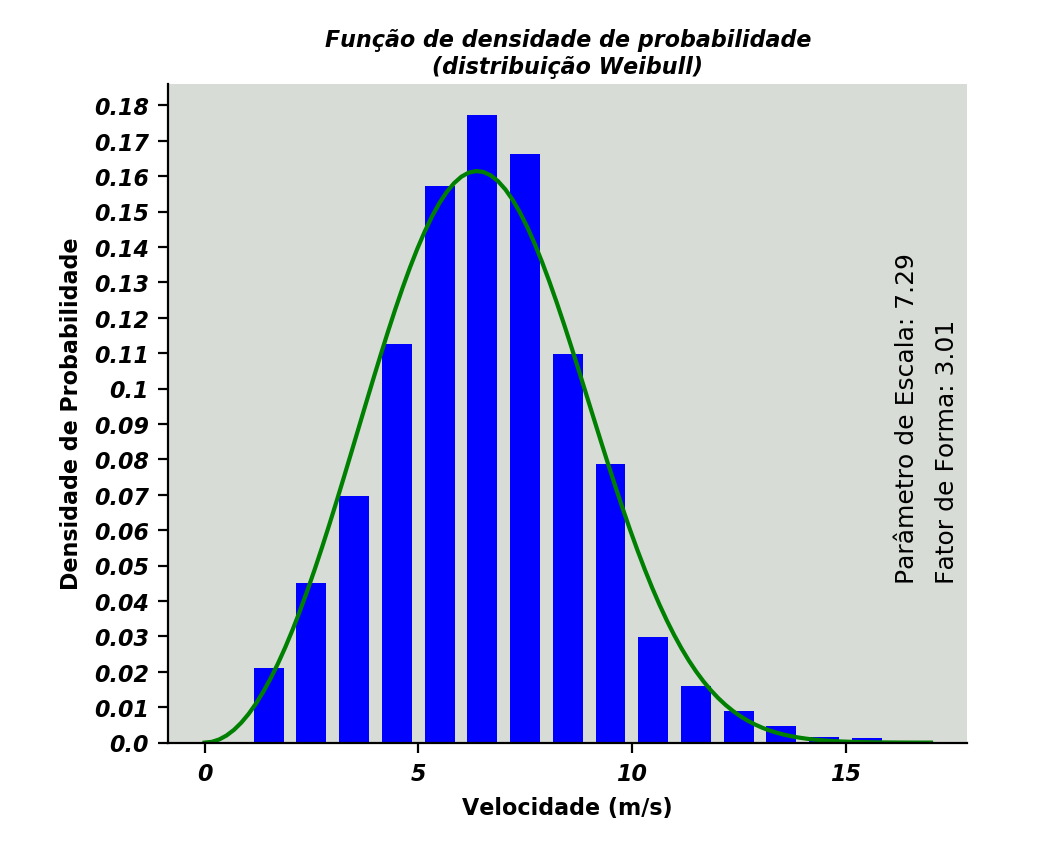 Função de densidade de probabilidade
(distribuição Weibull)
Densidade de Probabilidade
0.18
0.17
0.16
0.15
0.14
0.13
0.12
0.11
0.1
0.09
0.08
0.07
0.06
0.05
0.04
0.03
0.02
0.01
0.0
Parâmetro de Escala: 7.29
Fator de Forma: 3.01
0 5 10 15
Velocidade (m/s)